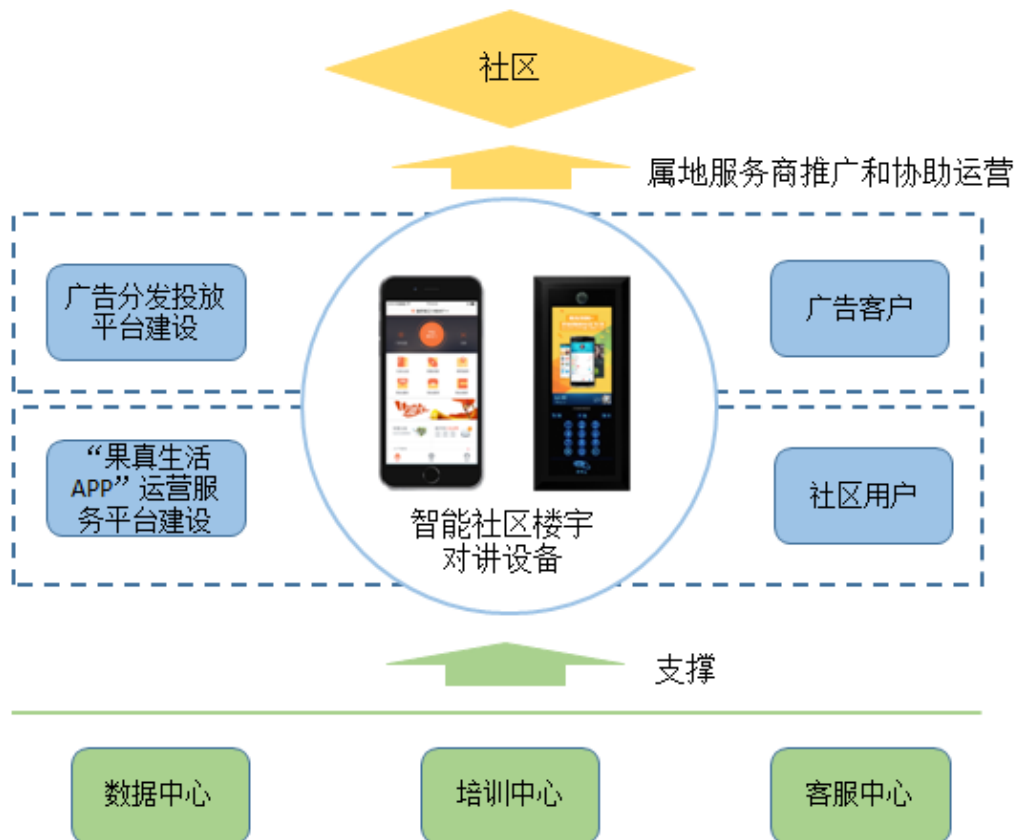 社区
属地服务商推广和协助运营
广告分发投放
平台建设
广告客户
“果真生活
APP”运营服
务平台建设
社区用户
智能社区楼宇
对讲设备
支撑
数据中心
培训中心
客服中心